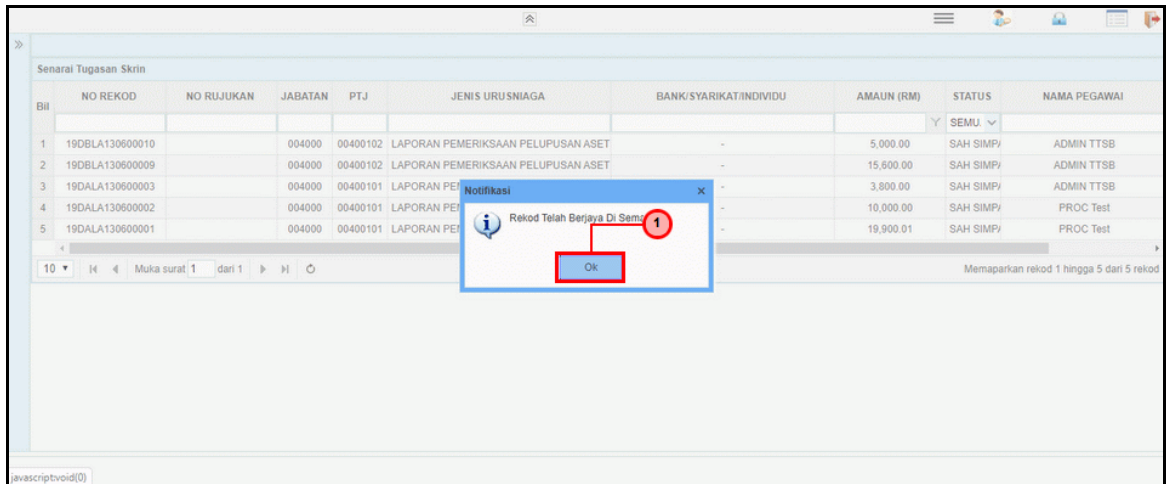 Senarai Tugasan Skrin
Bil NO REKOD NO RUJUKAN JABATAN PTJ JENIS URUSNIAGA BANK/SYARIKAT/INDIVIDU AMAUN (RM) STATUS NAMA PEGAWAI
SEMU.
1 19DBLA130600010 004000 00400102 LAPORAN PEMERIKSAAN PELUPUSAN ASET - 5,000.00 SAH SIMP ADMIN TTSB
2 19DBLA130600009 004000 00400102 LAPORAN PEMERIKSAAN PELUPUSAN ASET - 15,600.00 SAH SIMP ADMIN TTSB
3 19DALA130600003 004000 00400101 LAPORAN PE - 3,800.00 SAH SIMP ADMIN TTSB
4 19DALA130600002 004000 00400101 LAPORAN PE - 10,000.00 SAH SIMP PROC Test
5 19DALA130600001 004000 00400101 LAPORAN PE - 19,900.01 SAH SIMP PROC Test
Notifikasi x
Rekod Telah Berjaya Di Sema
1
Ok
10 Muka surat 1 dari 1 Memaparkan rekod 1 hingga 5 dari 5 rekod
javascript:void(0)